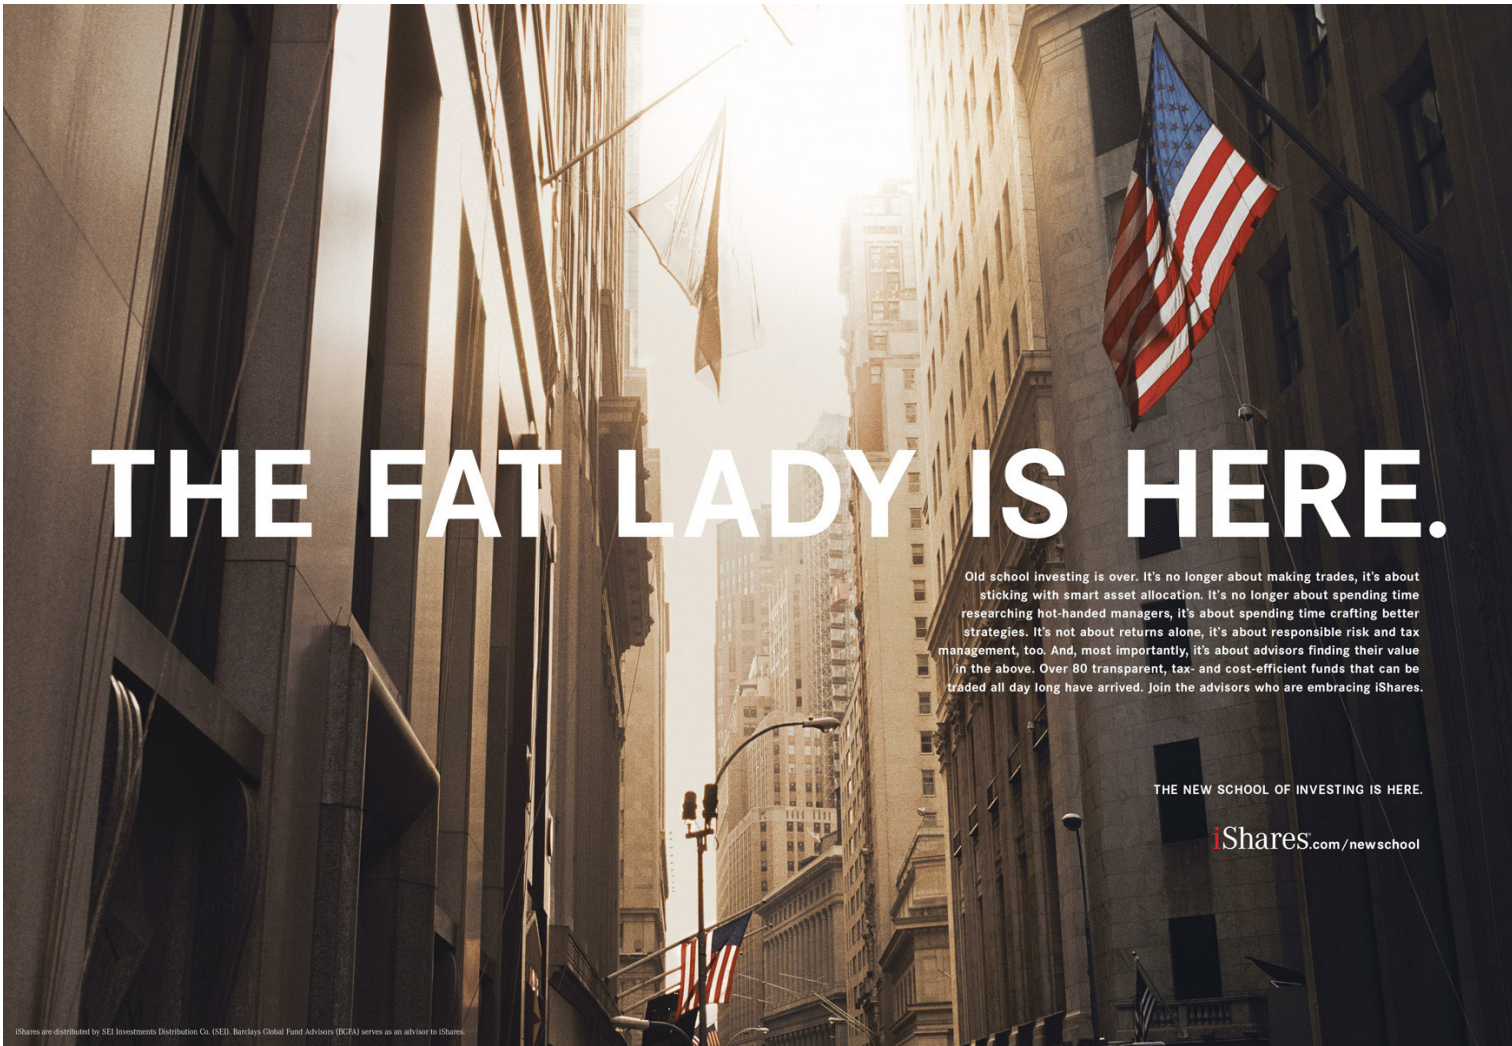 THE FAT LADY IS HERE.
Old school investing is over. It's no longer about making trades, it's about
sticking with smart asset allocation. It's no longer about spending time
researching hot-handed managers, it's about spending time crafting better
strategies. It's not about returns alone, it's about responsible risk and tax
management, too. And, most importantly, it's about advisors finding their value
in the above. Over 80 transparent, tax- and cost-efficient funds that can be
traded all day long have arrived. Join the advisors who are embracing iShares.
THE NEW SCHOOL OF INVESTING IS HERE.
iShares.com/newschool
iShares are distributed by SEI Investments Distribution Co. (SEI). Barclays Global Fund Advisors (BGFA) serves as an advisor to iShares.